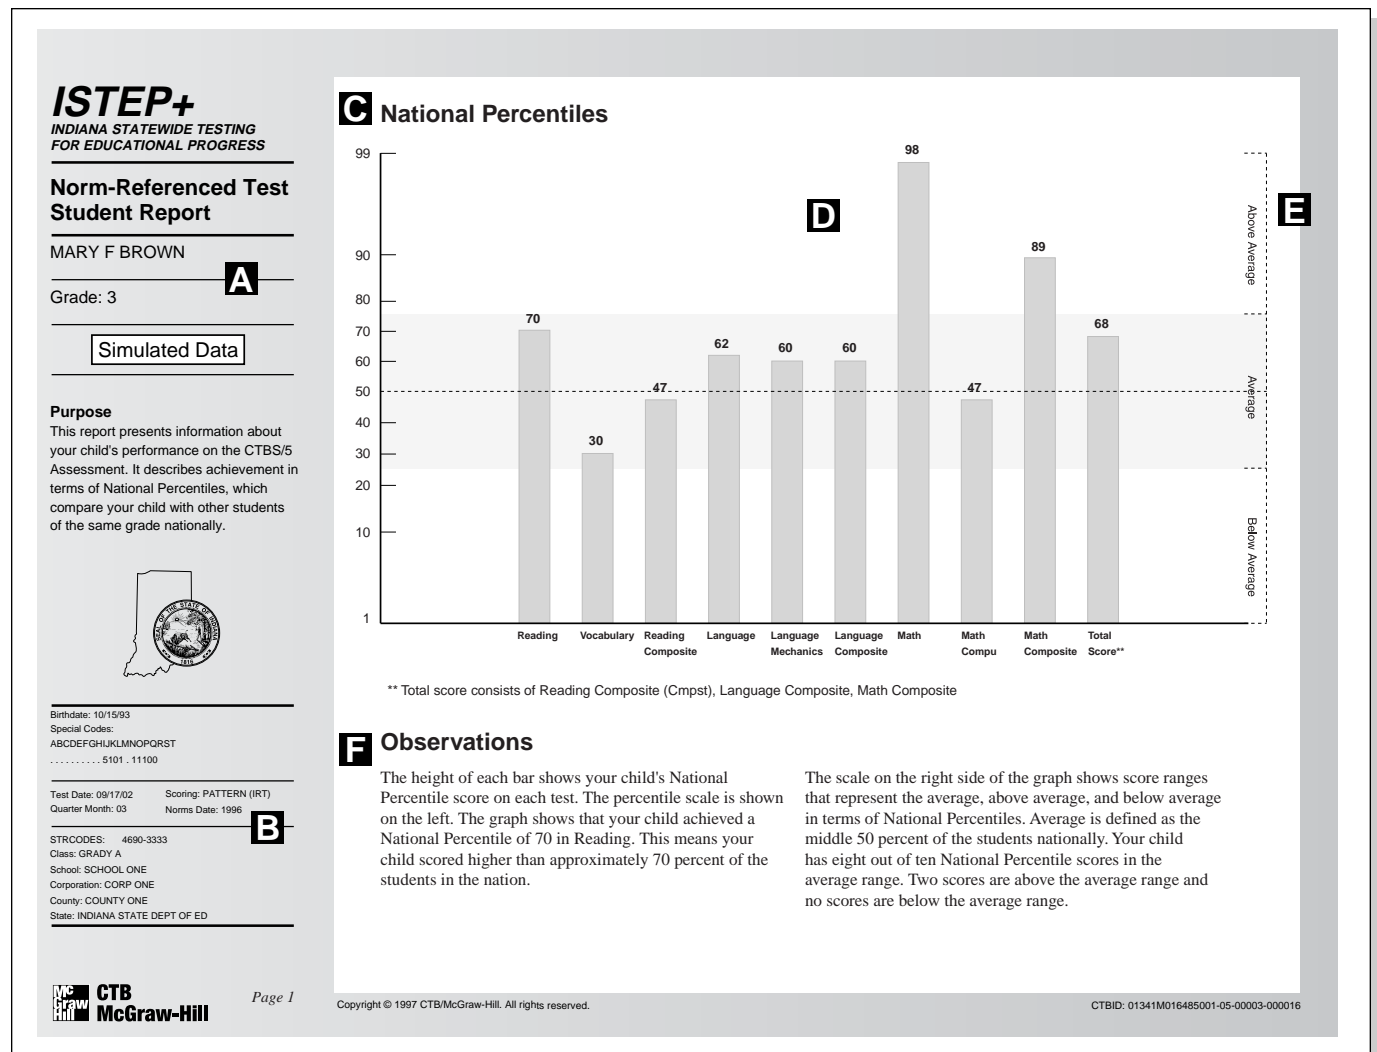 ISTEP+
INDIANA STATEWIDE TESTING
FOR EDUCATIONAL PROGRESS
Norm-Referenced Test
Student Report
MARY F BROWN
A
Grade: 3
Simulated Data
Purpose
This report presents information about
your child's performance on the CTBS/5
Assessment. It describes achievement in
terms of National Percentiles, which
compare your child with other students
of the same grade nationally.
SEAL OF THE STATE OF INDIANA
1816
Birthdate: 10/15/93
Special Codes:
ABCDEFGHIJKLMNOPQRST
. . . . . . . . . . 5101 . 11100
Test Date: 09/17/02 Scoring: PATTERN (IRT)
Quarter Month: 03 Norms Date: 1996
B
STRCODES: 4690-3333
Class: GRADY A
School: SCHOOL ONE
Corporation: CORP ONE
County: COUNTY ONE
State: INDIANA STATE DEPT OF ED
Mc Graw Hill
CTB
McGraw-Hill
Page 1
C National Percentiles
99
90
80
70
60
50
40
30
20
10
1
70
30
47
62
60
60
98
47
89
68
D
E
Above Average
Average
Below Average
Reading
Vocabulary
Reading
Composite
Language
Language
Mechanics
Language
Composite
Math
Math
Compu
Math
Composite
Total
Score**
** Total score consists of Reading Composite (Cmpst), Language Composite, Math Composite
F Observations
The height of each bar shows your child's National
Percentile score on each test. The percentile scale is shown
on the left. The graph shows that your child achieved a
National Percentile of 70 in Reading. This means your
child scored higher than approximately 70 percent of the
students in the nation.
The scale on the right side of the graph shows score ranges
that represent the average, above average, and below average
in terms of National Percentiles. Average is defined as the
middle 50 percent of the students nationally. Your child
has eight out of ten National Percentile scores in the
average range. Two scores are above the average range and
no scores are below the average range.
Copyright © 1997 CTB/McGraw-Hill. All rights reserved.
CTBID: 01341M016485001-05-00003-000016